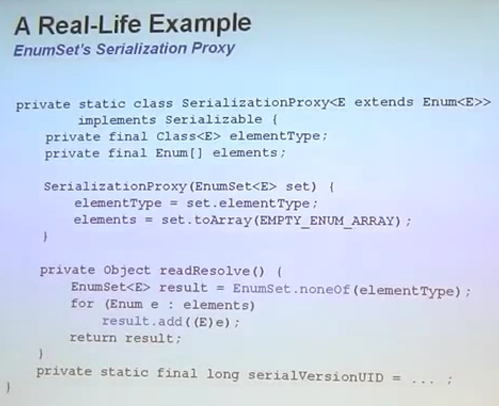 A Real-Life Example
EnumSet's Serialization Proxy
private static class SerializationProxy<E extends Enum<E>>
implements Serializable {
private final Class<E> elementType;
private final Enum[] elements;
SerializationProxy(EnumSet<E> set) {
elementType = set.elementType;
elements = set.toArray(EMPTY_ENUM_ARRAY);
}
private Object readResolve() {
EnumSet<E> result = EnumSet.noneOf(elementType);
for (Enum e : elements)
result.add((E)e);
return result;
}
private static final long serialVersionUID = ... ;
}